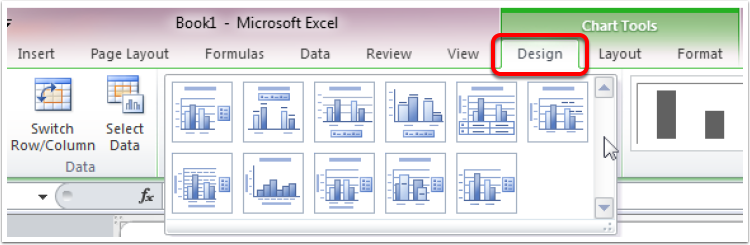 Book1 - Microsoft Excel
Chart Tools
Insert Page Layout Formulas Data Review View Design Layout Format
Switch Row/Column
Select Data
Data
fx